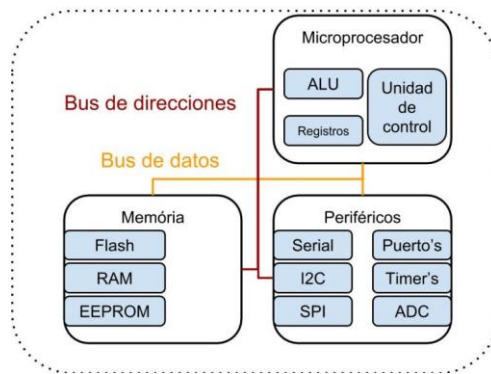 Microprocesador
ALU
Unidad
de
control
Registros
Bus de direcciones
Bus de datos
Memória
Flash
RAM
EEPROM
Periféricos
Serial
Puerto's
I2C
Timer's
SPI
ADC